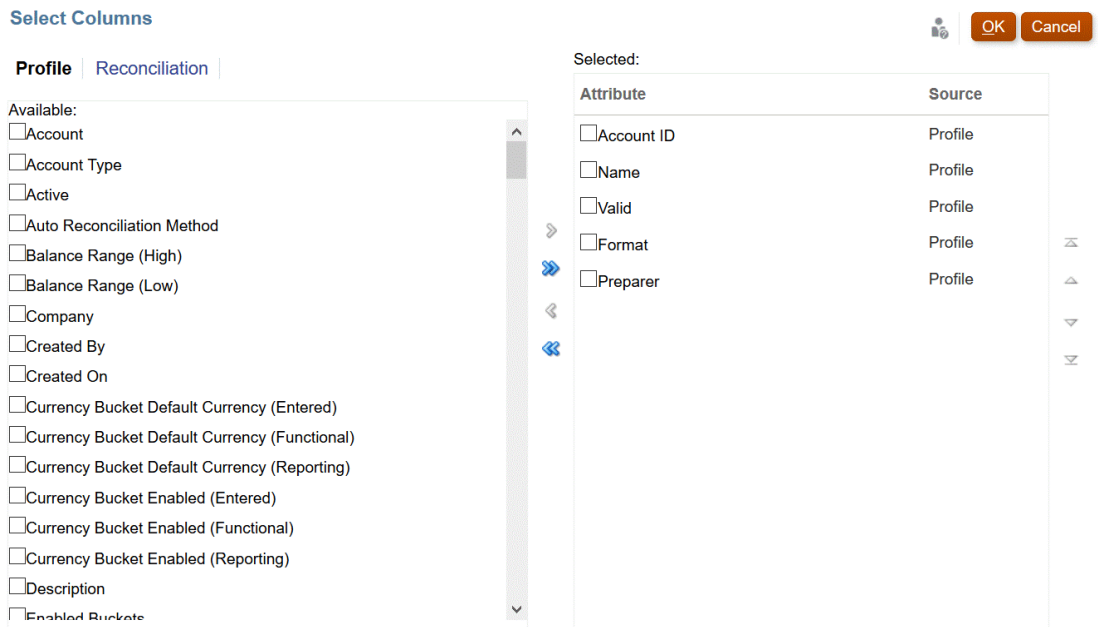 Select Columns
OK
Cancel
Profile
Reconciliation
Available:
Account
Account Type
Active
Auto Reconciliation Method
Balance Range (High)
Balance Range (Low)
Company
Created By
Created On
Currency Bucket Default Currency (Entered)
Currency Bucket Default Currency (Functional)
Currency Bucket Default Currency (Reporting)
Currency Bucket Enabled (Entered)
Currency Bucket Enabled (Functional)
Currency Bucket Enabled (Reporting)
Description
Enabled Buckets
Selected:
Attribute Source
Account ID Profile
Name Profile
Valid Profile
Format Profile
Preparer Profile